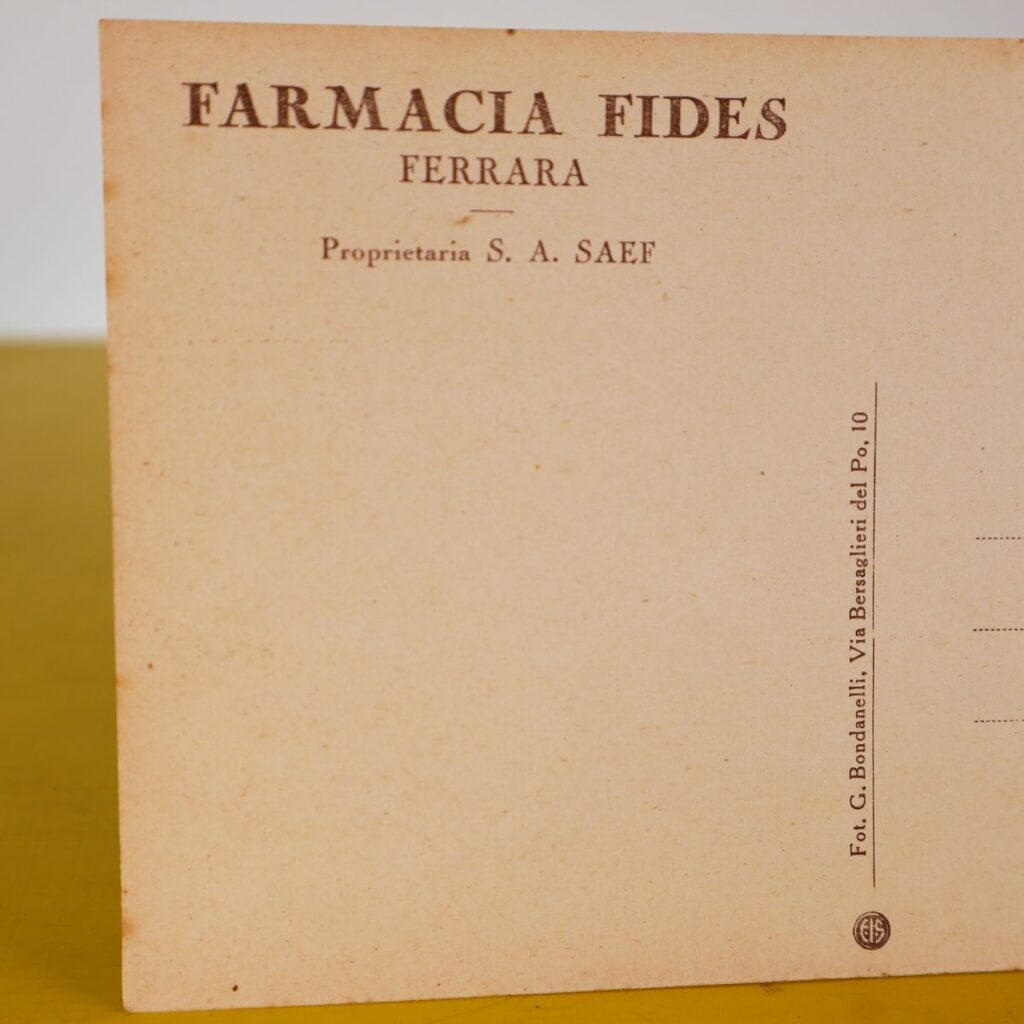 FARMACIA FIDES
FERRARA
Proprietaria S. A. SAEF
Fot. G. Bondanelli, Via Bersaglieri del Po, 10